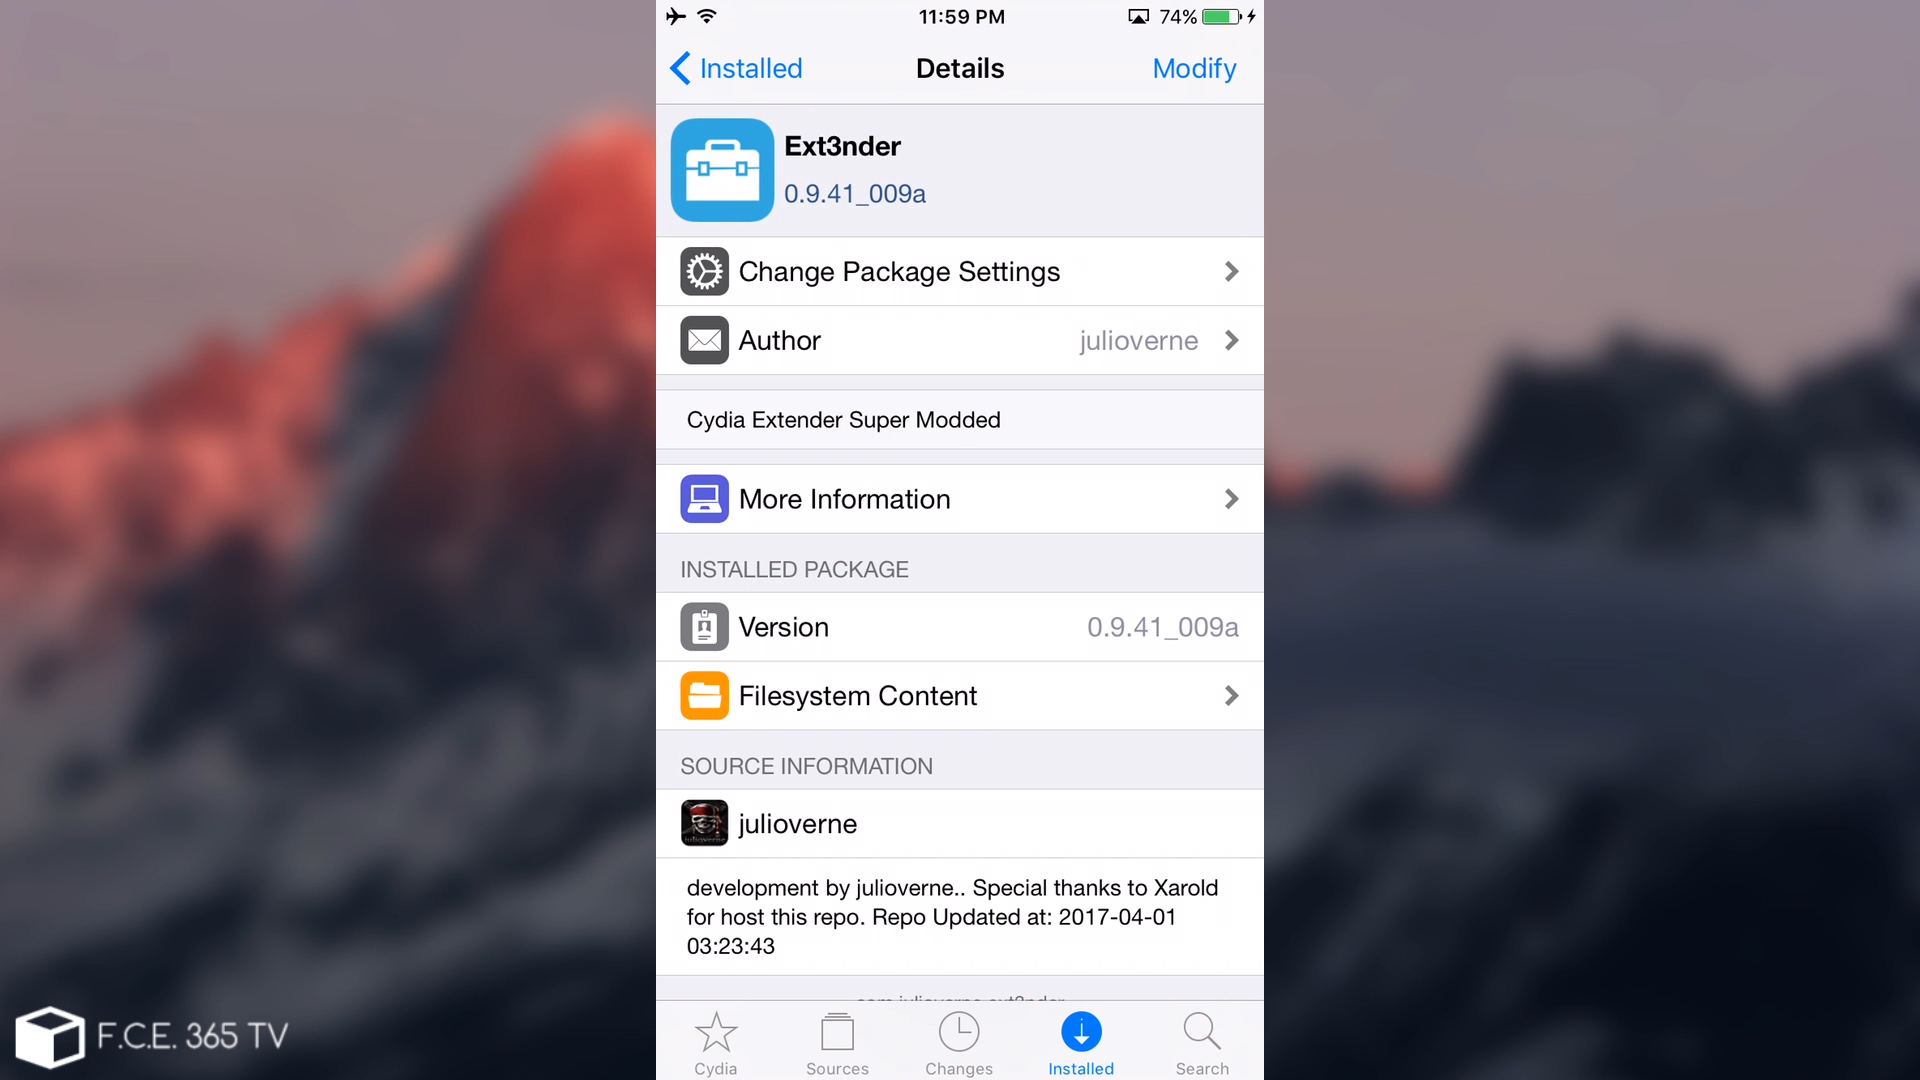 11:59 PM
74%
Installed
Details
Modify
Ext3nder
0.9.41_009a
Change Package Settings
Author
julioverne
Cydia Extender Super Modded
More Information
INSTALLED PACKAGE
Version
0.9.41_009a
Filesystem Content
SOURCE INFORMATION
julioverne
development by julioverne.. Special thanks to Xarold
for host this repo. Repo Updated at: 2017-04-01
03:23:43
Cydia
Sources
Changes
Installed
Search
F.C.E. 365 TV